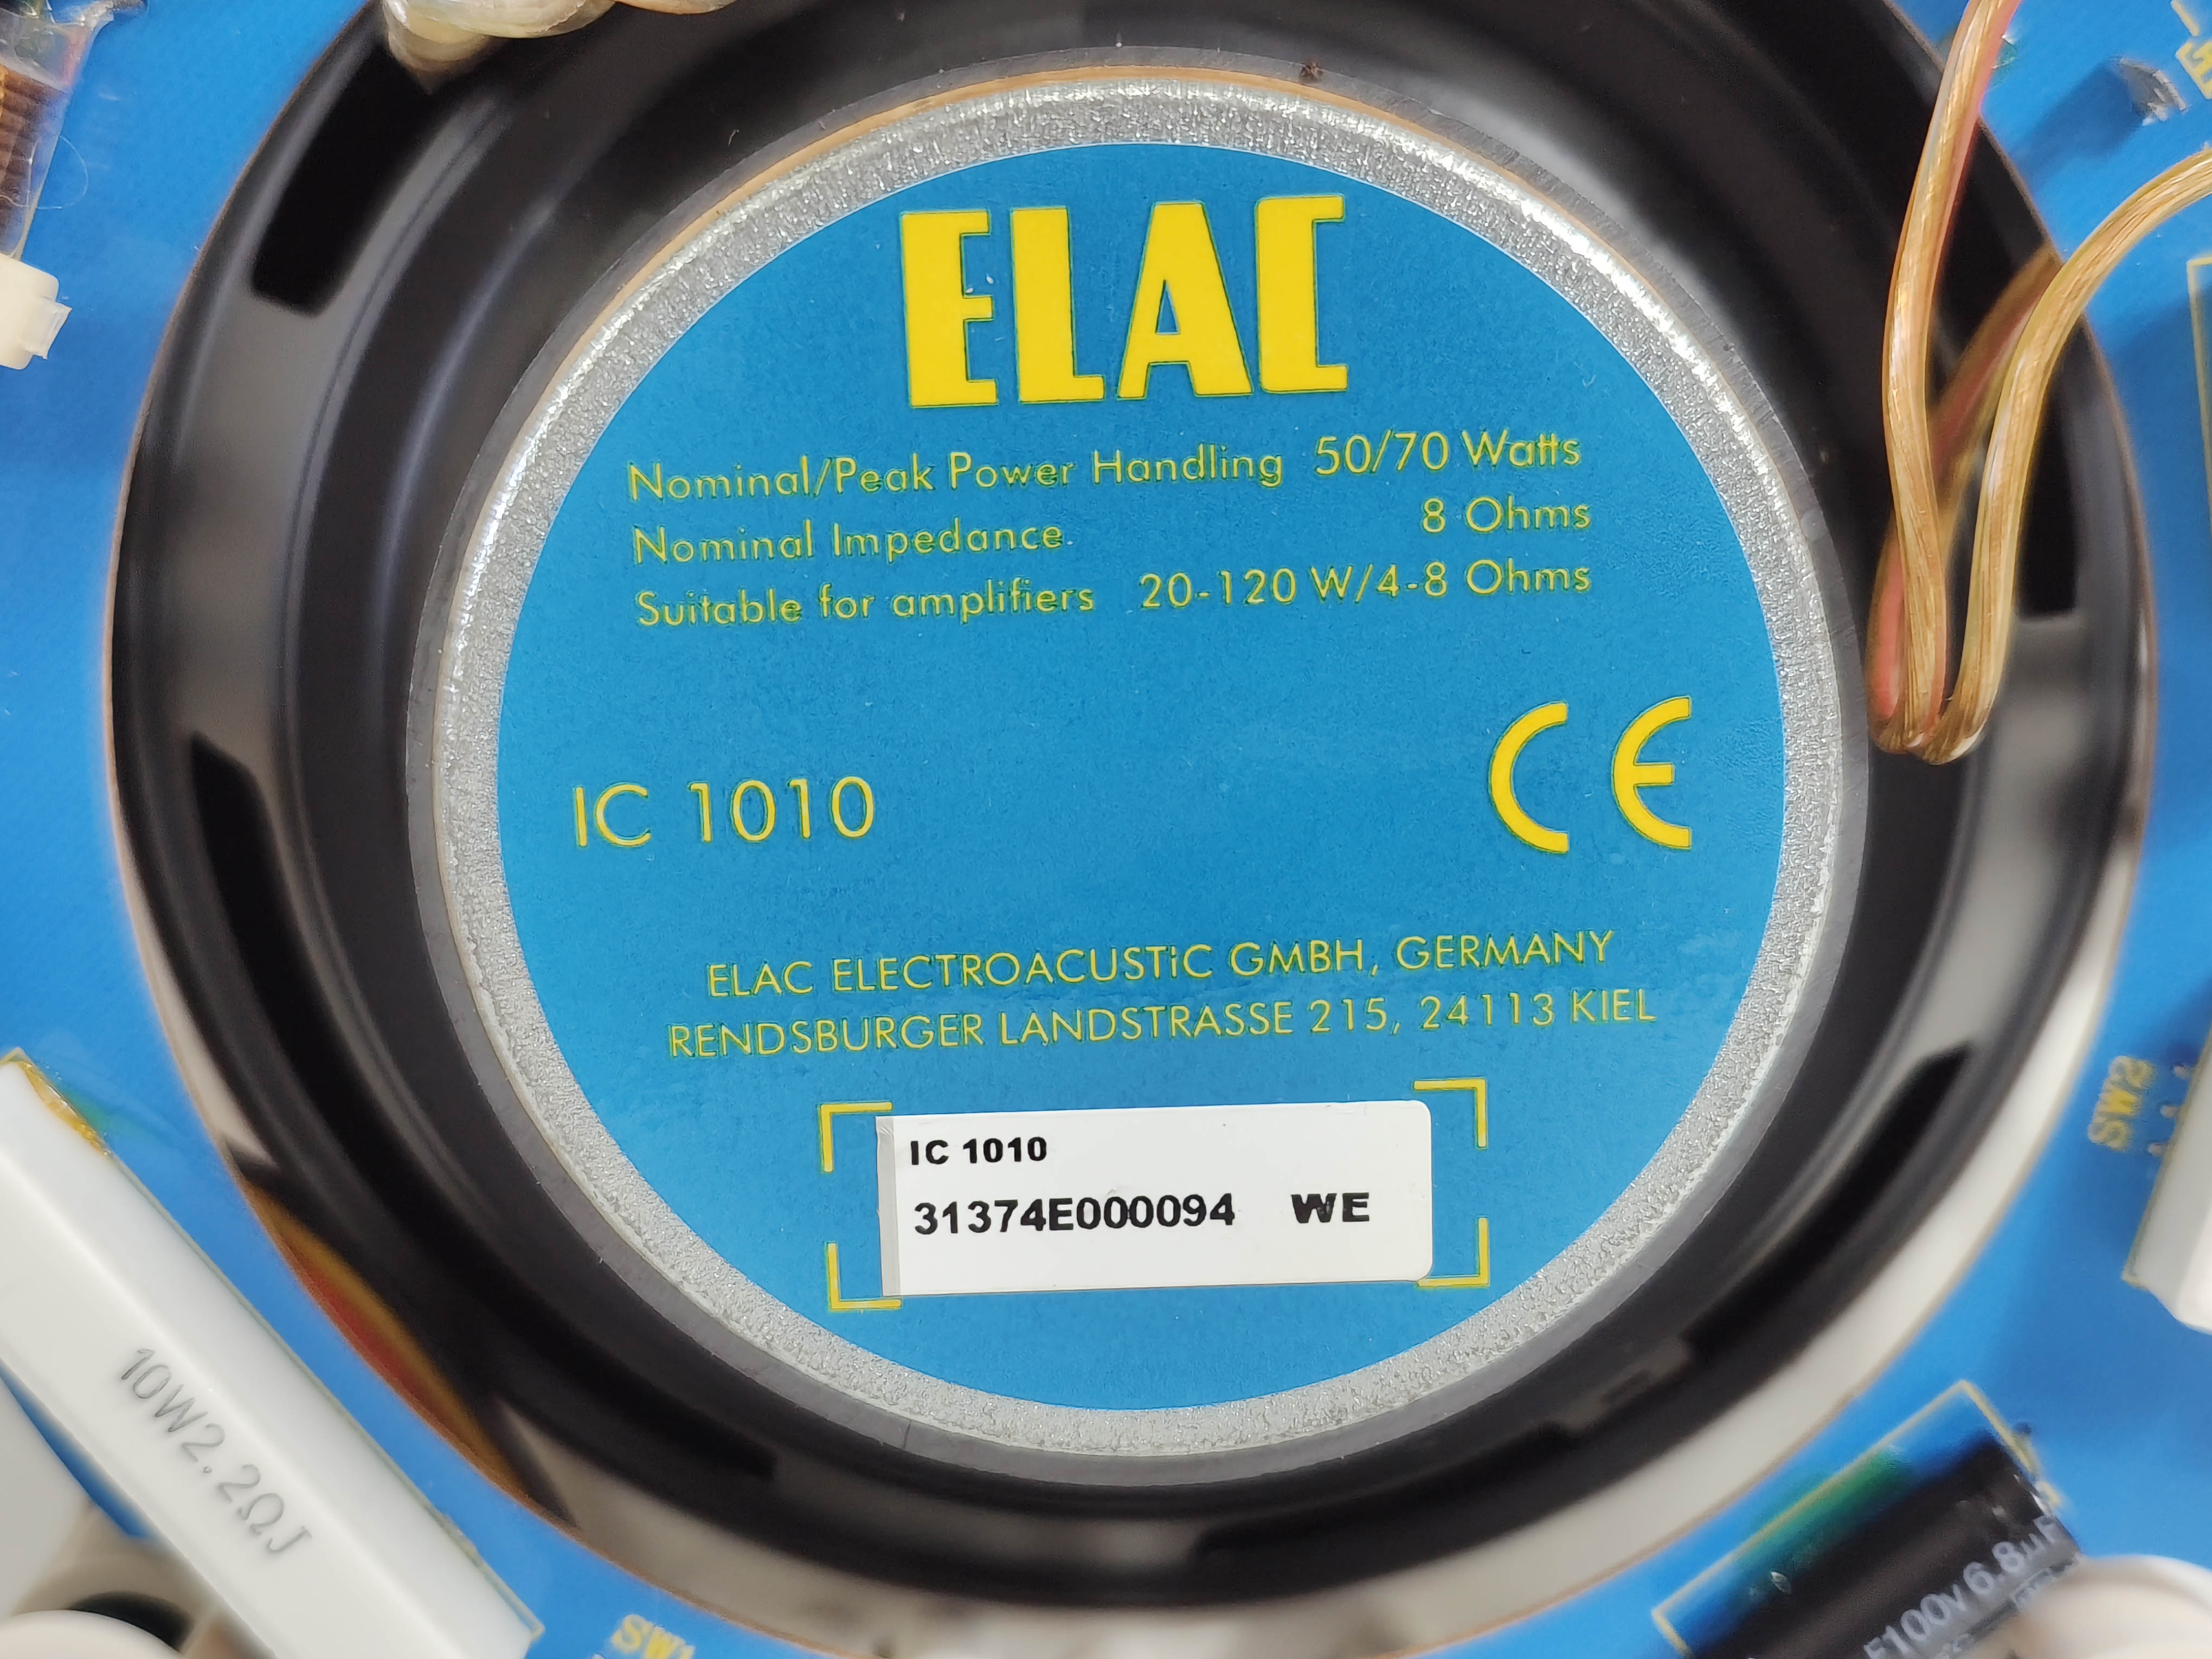 ELAC
Nominal/Peak Power Handling 50/70 Watts
Nominal Impedance. 8 Ohms
Suitable for amplifiers 20-120 W/4-8 Ohms
IC 1010
CE
ELAC ELECTROACUSTiC GMBH, GERMANY
RENDSBURGER LANDSTRASSE 215, 24113 KIEL
IC 1010
31374E000094 WE
SW2
10W2.2ΩJ
SW1
100v 6.8uF